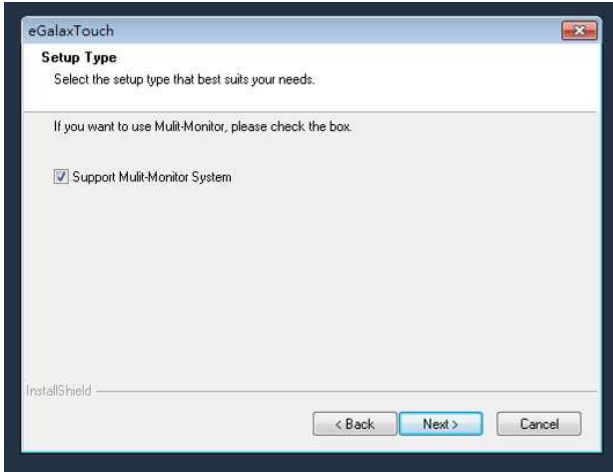 eGalaxTouch
Setup Type
Select the setup type that best suits your needs.
If you want to use Mulit-Monitor, please check the box.
Support Mulit-Monitor System
InstallShield
< Back
Next >
Cancel